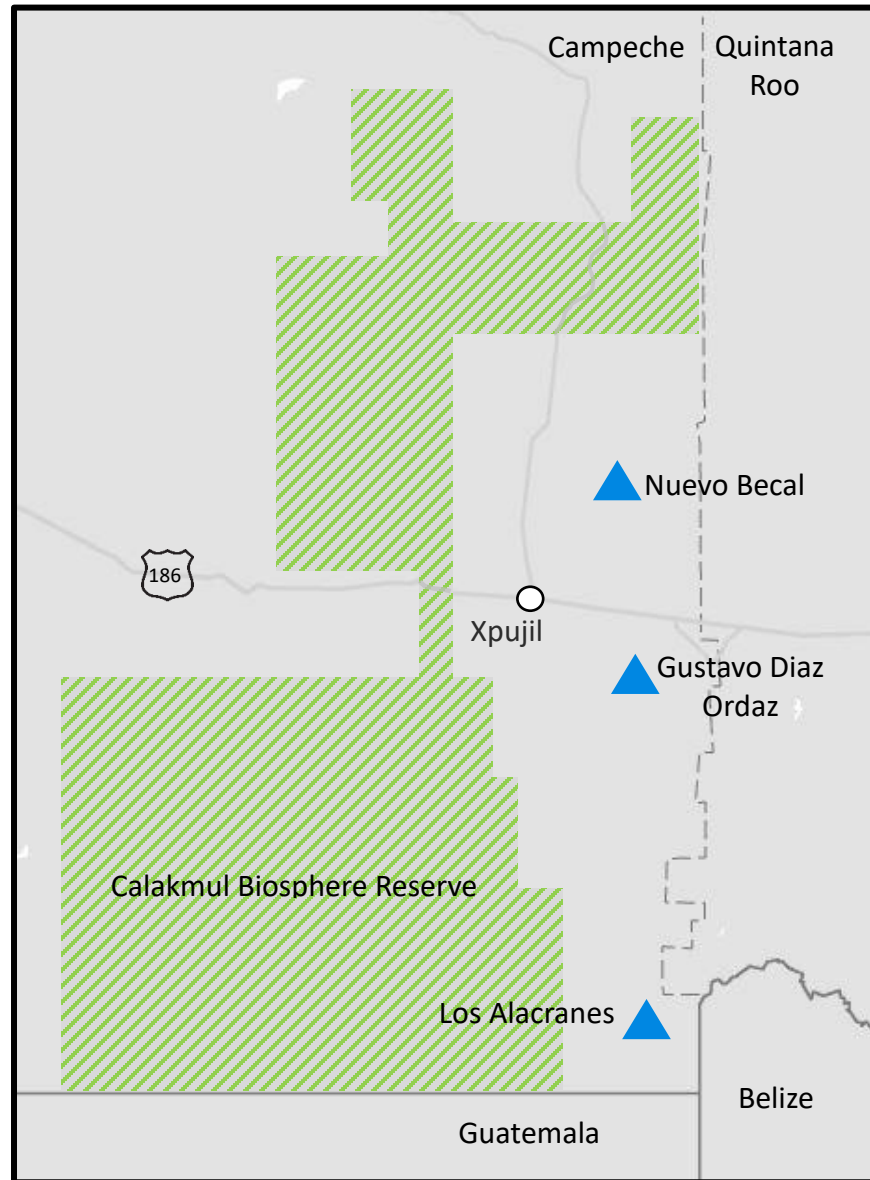 Campeche
Quintana
Roo
Nuevo Becal
186
Xpujil
Gustavo Diaz
Ordaz
Calakmul Biosphere Reserve
Los Alacranes
Belize
Guatemala